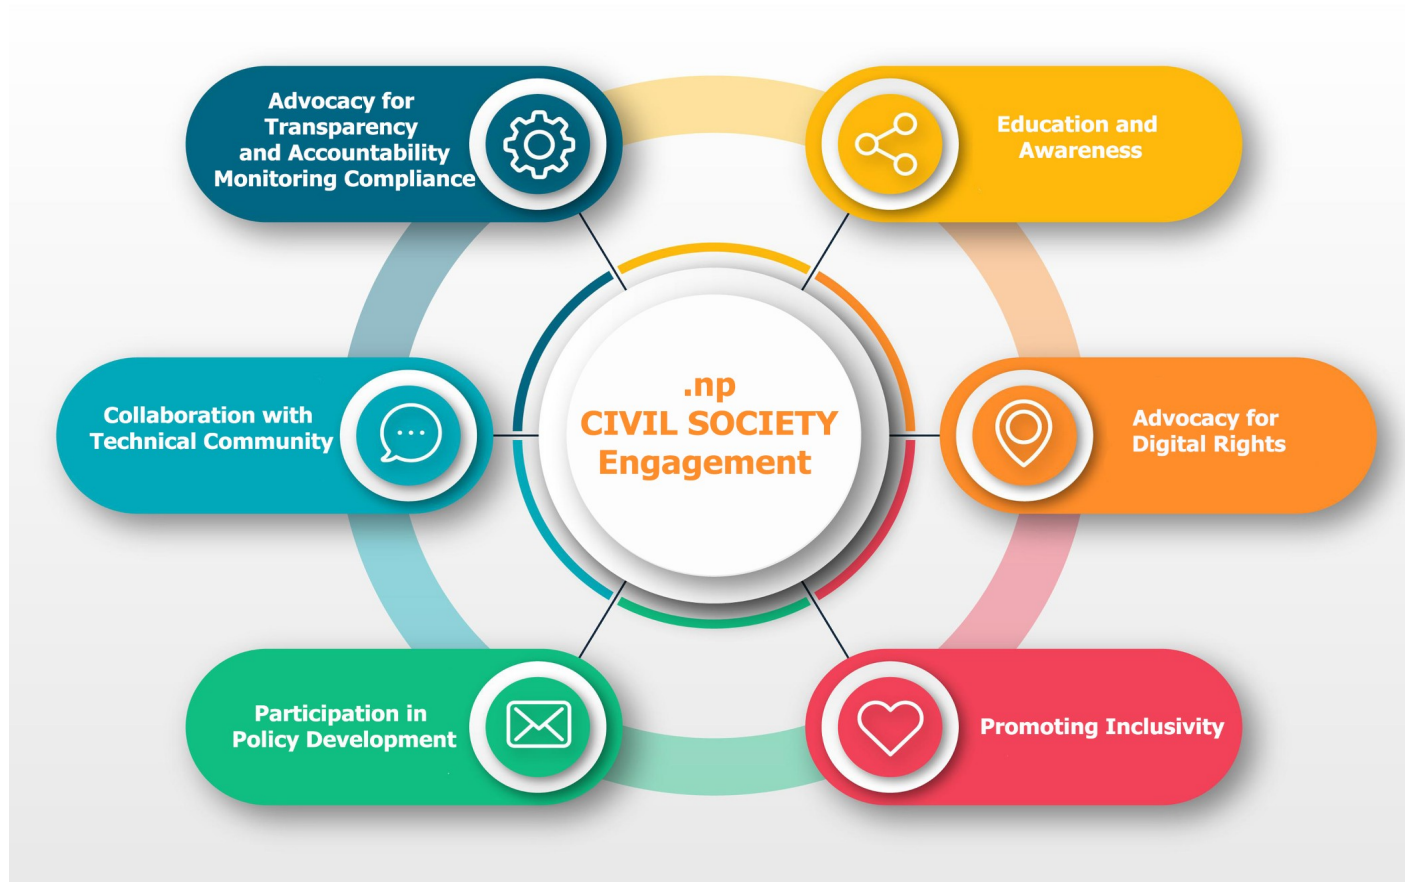 Advocacy for
Transparency
and Accountability
Monitoring Compliance
Education and
Awareness
Collaboration with
Technical Community
.np
CIVIL SOCIETY
Engagement
Advocacy for
Digital Rights
Participation in
Policy Development
Promoting Inclusivity